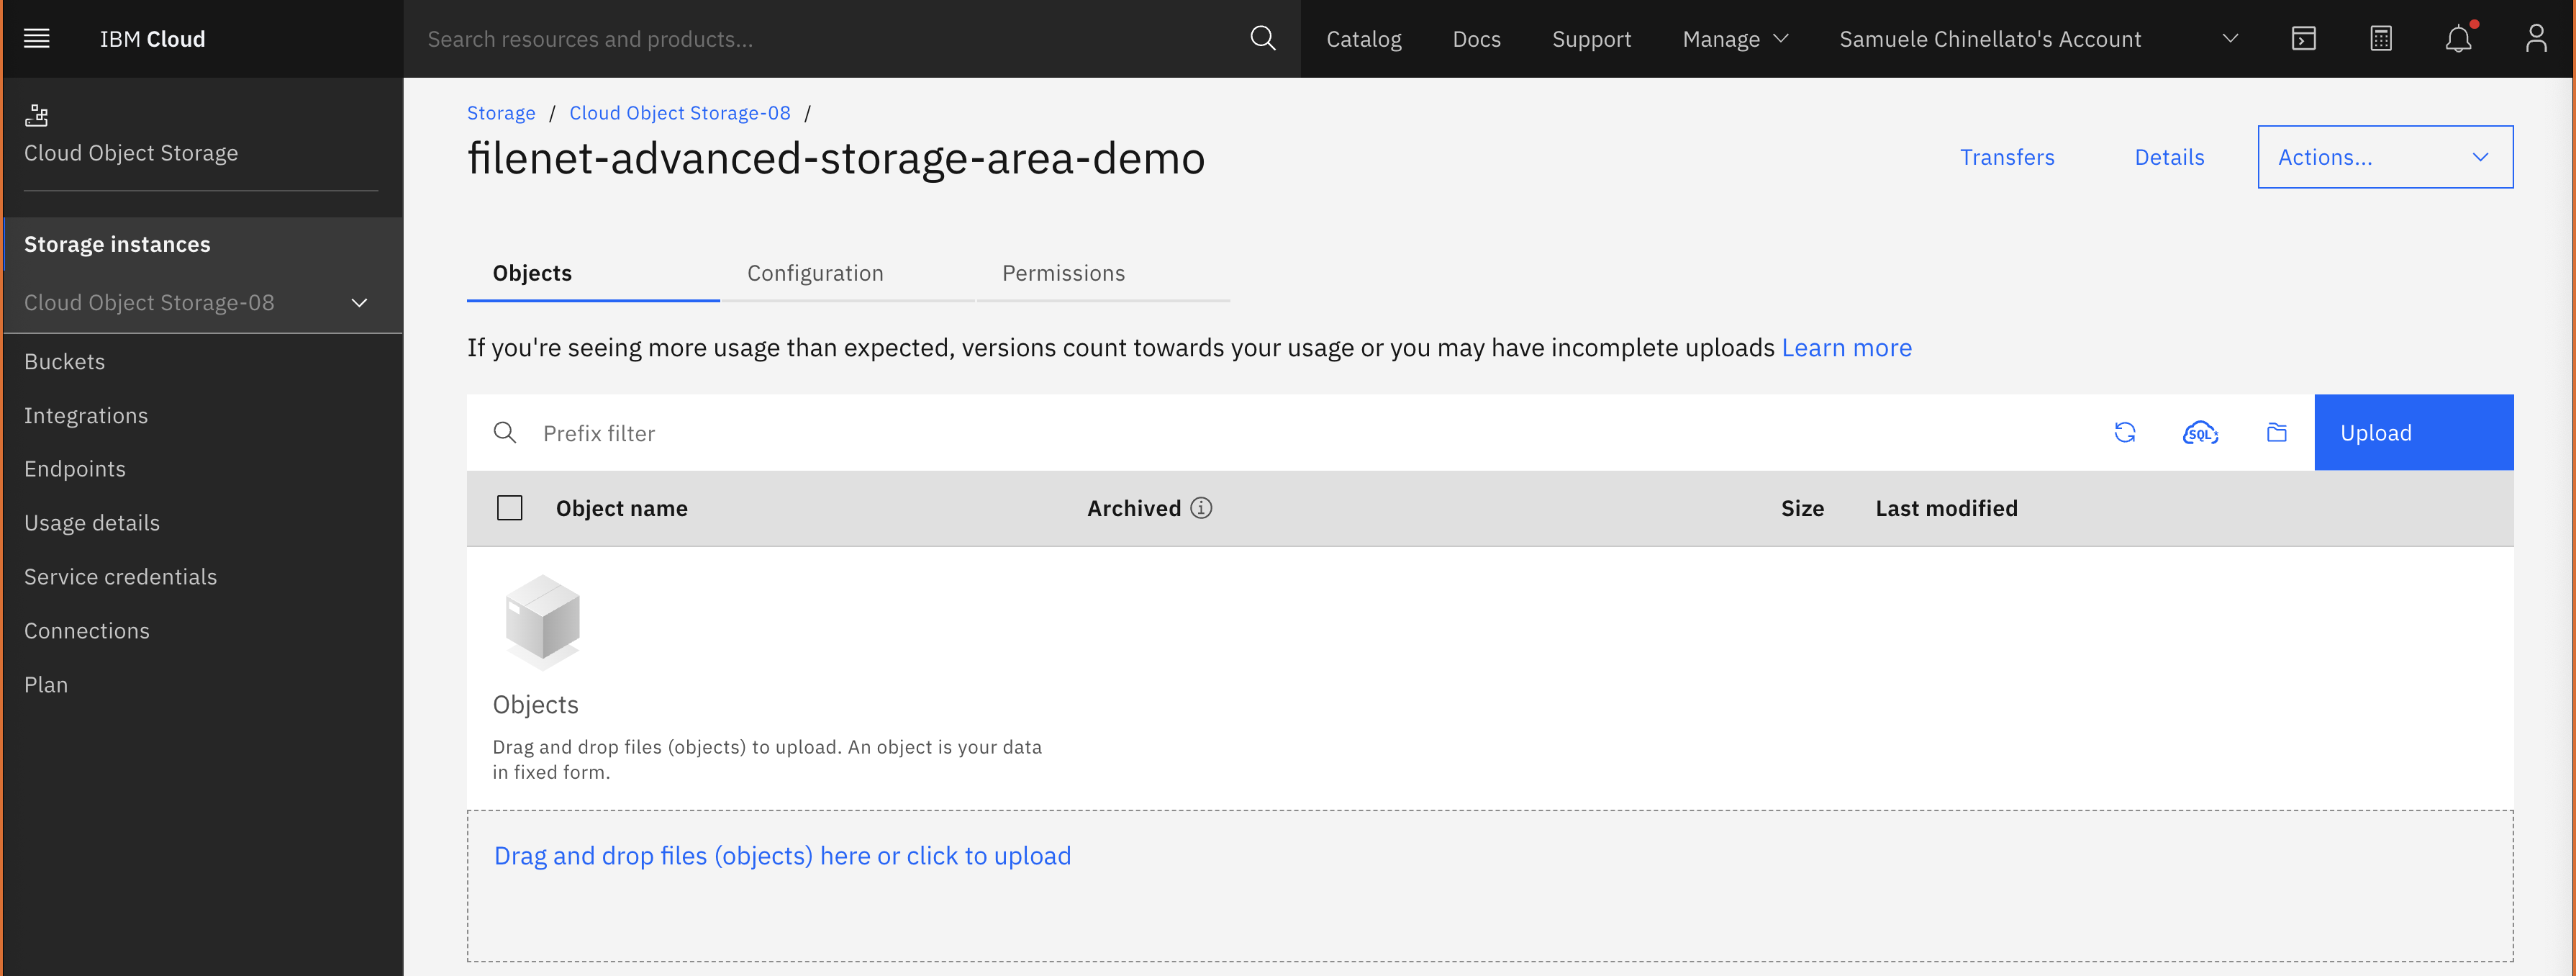 IBM Cloud
Search resources and products...
Catalog
Docs
Support
Manage
Samuele Chinellato's Account
Cloud Object Storage
Storage instances
Cloud Object Storage-08
Buckets
Integrations
Endpoints
Usage details
Service credentials
Connections
Plan
Storage / Cloud Object Storage-08 /
filenet-advanced-storage-area-demo
Transfers
Details
Actions...
Objects
Configuration
Permissions
If you're seeing more usage than expected, versions count towards your usage or you may have incomplete uploads Learn more
Prefix filter
SQL
Upload
Object name
Archived
Size
Last modified
Objects
Drag and drop files (objects) to upload. An object is your data
in fixed form.
Drag and drop files (objects) here or click to upload